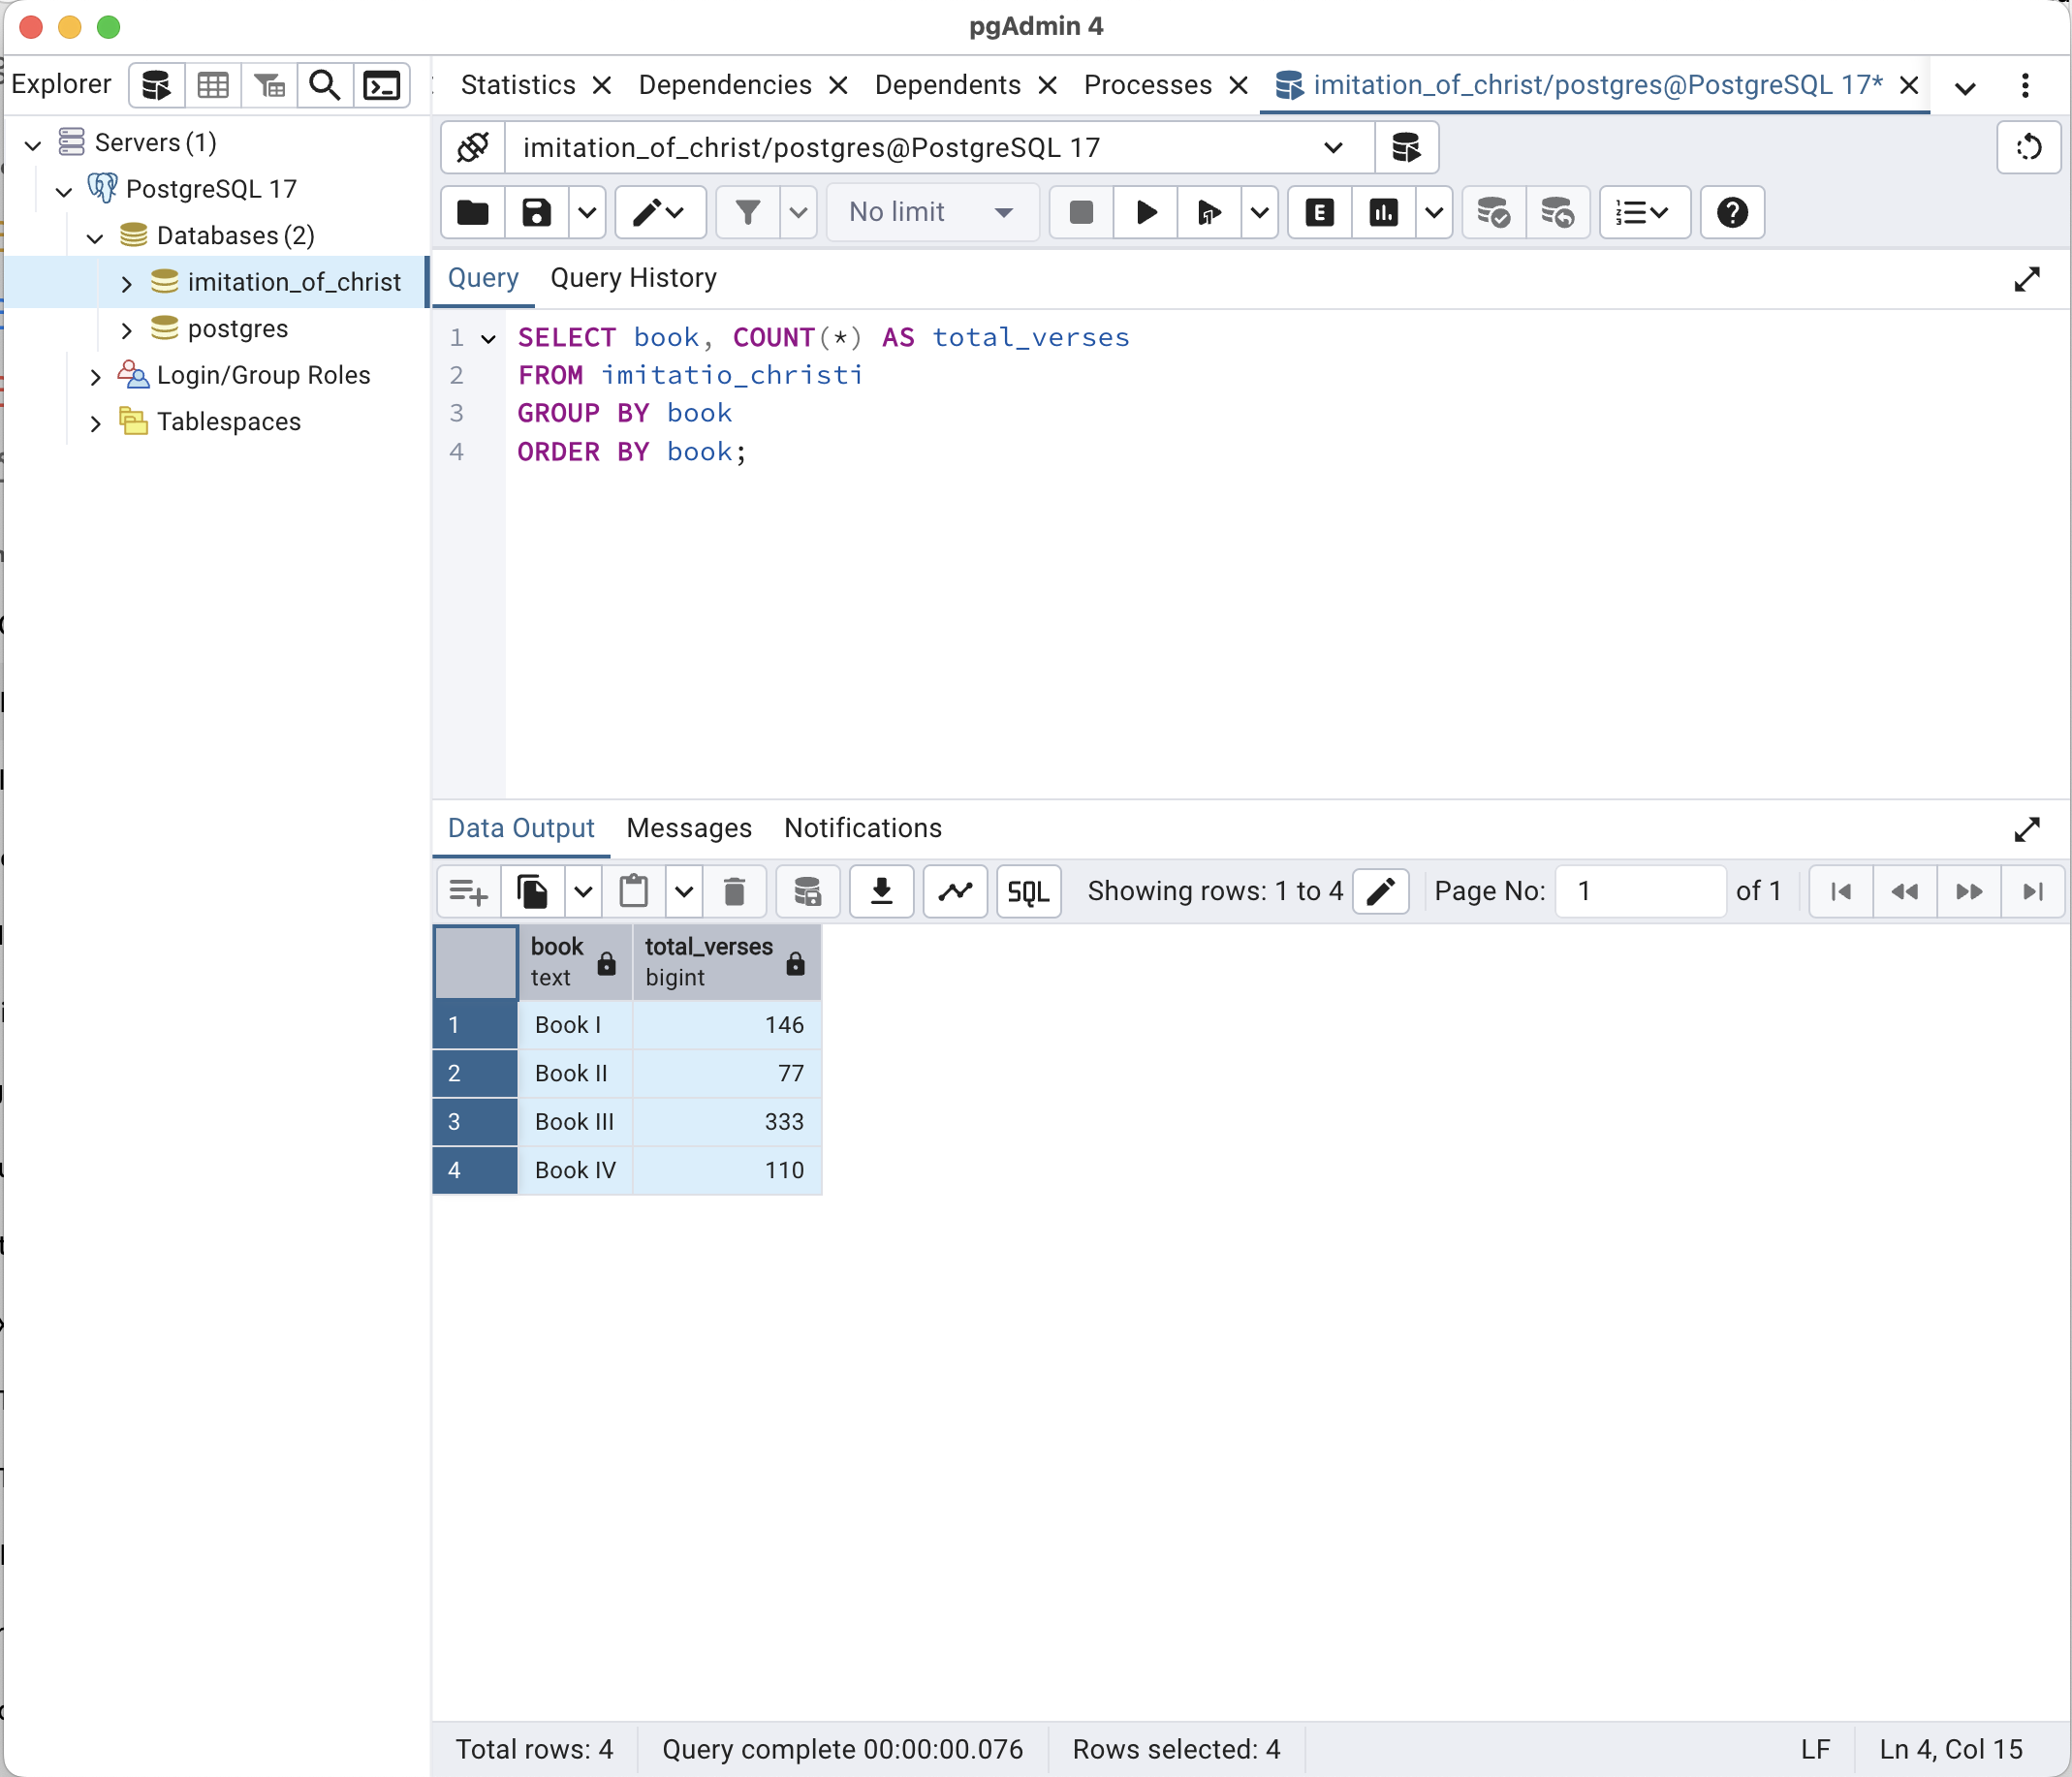 pgAdmin 4
Explorer
Statistics
Dependencies
Dependents
Processes
imitation_of_christ/postgres@PostgreSQL 17*
Servers (1)
PostgreSQL 17
Databases (2)
imitation_of_christ
postgres
Login/Group Roles
Tablespaces
imitation_of_christ/postgres@PostgreSQL 17
No limit
E
Query
Query History
1 SELECT book, COUNT(*) AS total_verses
2 FROM imitatio_christi
3 GROUP BY book
4 ORDER BY book;
Data Output
Messages
Notifications
SQL
Showing rows: 1 to 4
Page No:
1
of 1
book total_verses
text bigint
1 Book I 146
2 Book II 77
3 Book III 333
4 Book IV 110
Total rows: 4
Query complete 00:00:00.076
Rows selected: 4
LF
Ln 4, Col 15